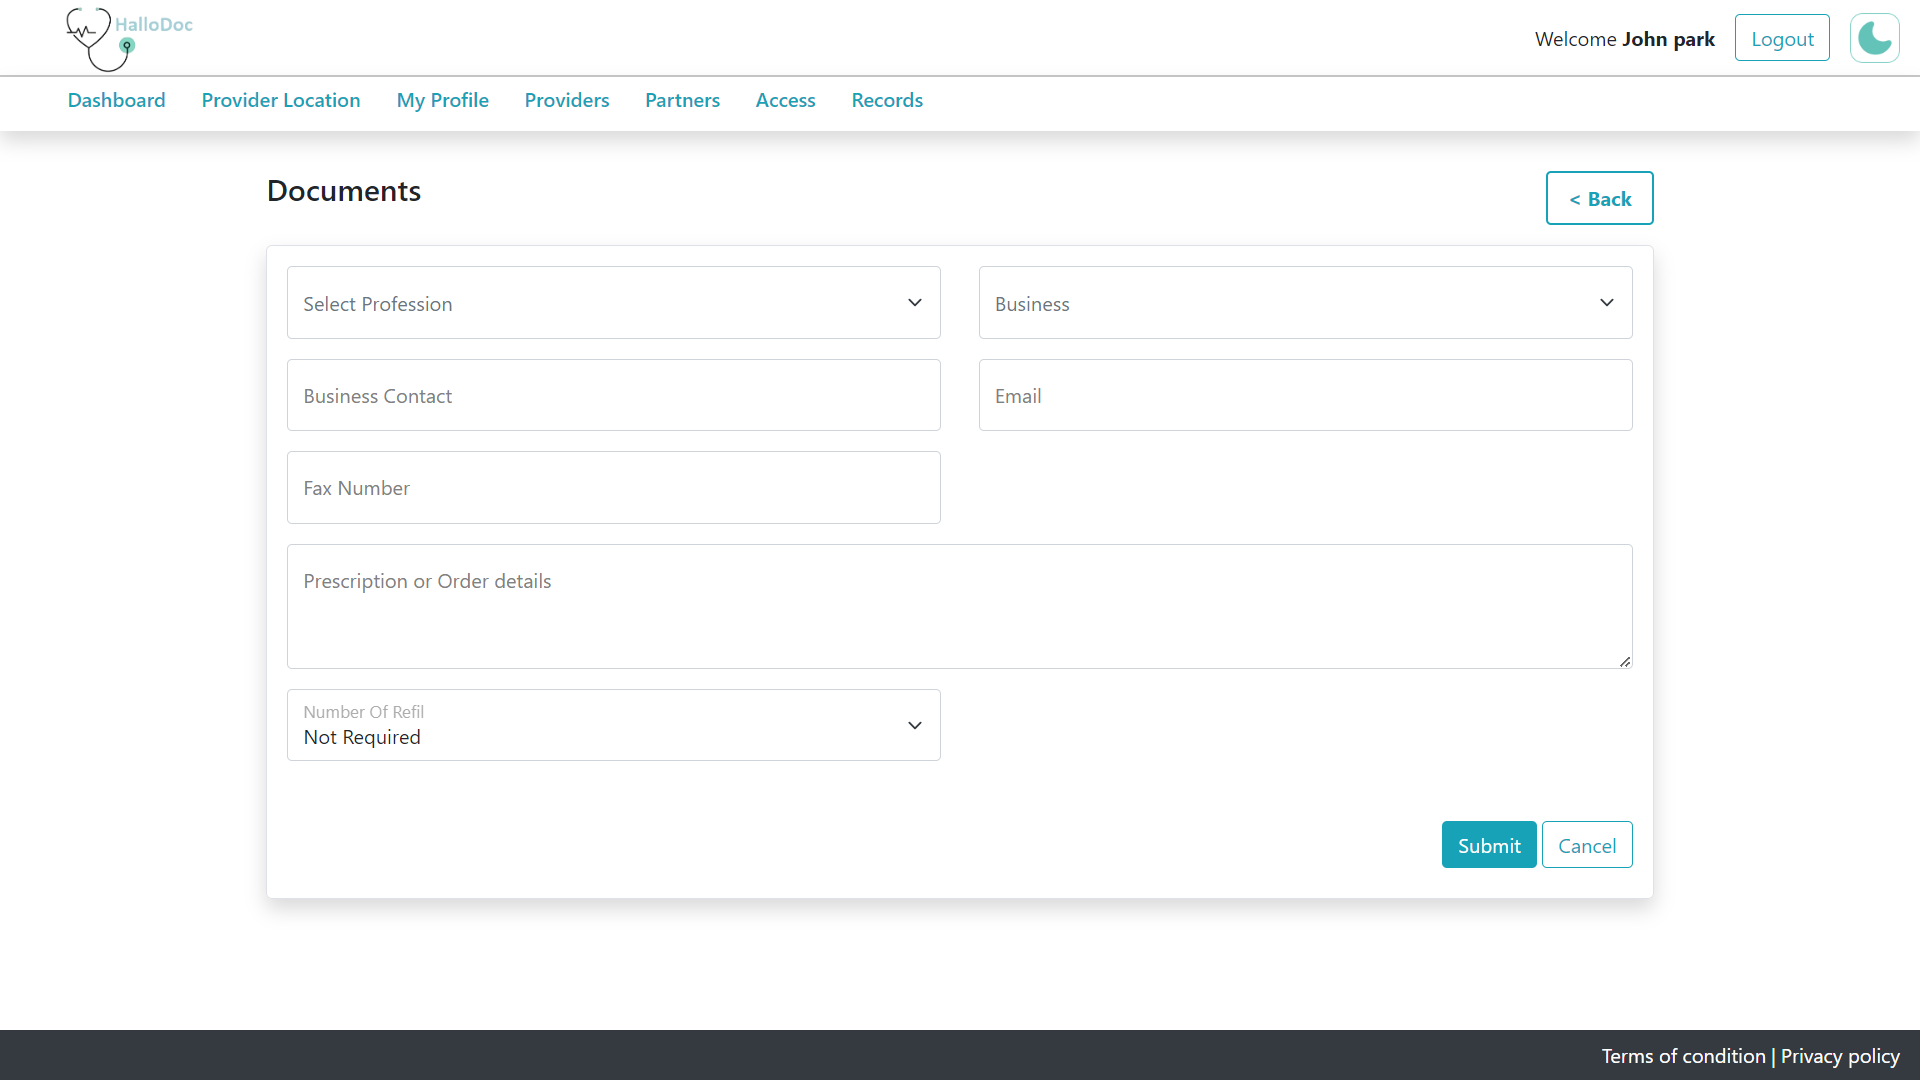 HalloDoc
Welcome John park
Logout
Dashboard
Provider Location
My Profile
Providers
Partners
Access
Records
Documents
< Back
Select Profession
Business
Business Contact
Email
Fax Number
Prescription or Order details
Number Of Refil
Not Required
Submit
Cancel
Terms of condition | Privacy policy